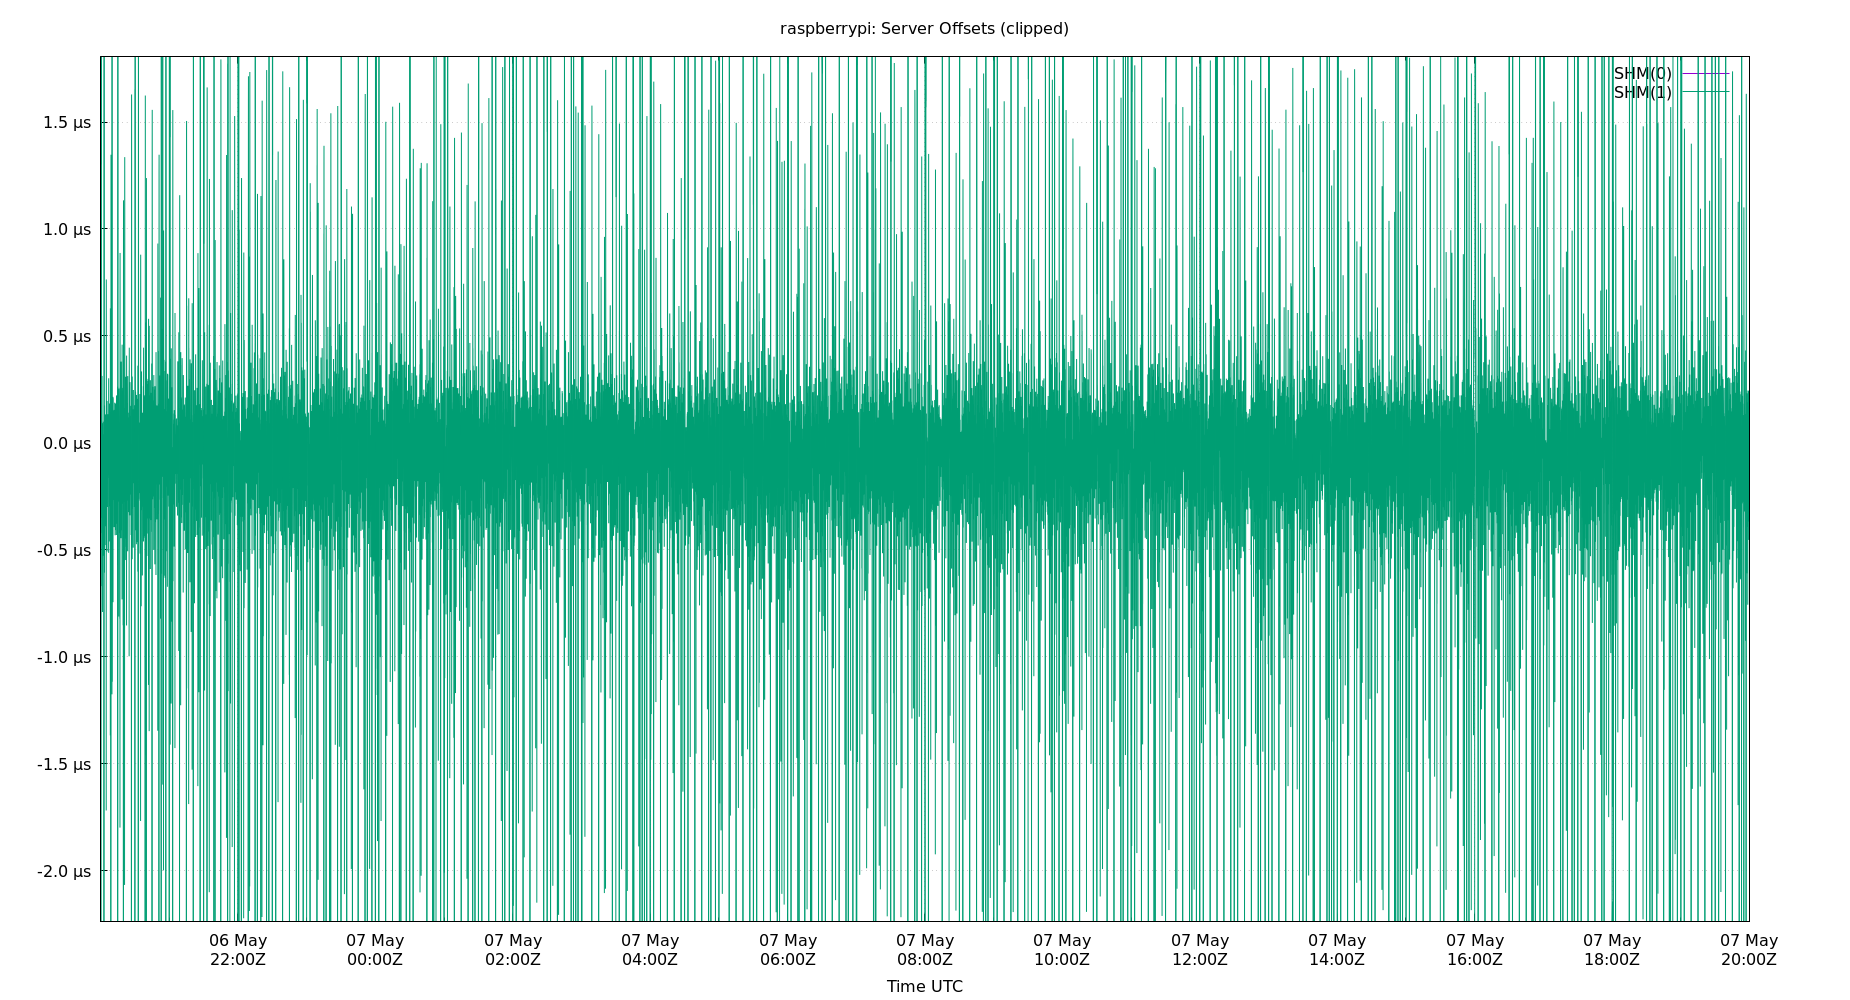 raspberrypi: Server Offsets (clipped)
SHM(0)
SHM(1)
1.5 µs
1.0 µs
0.5 µs
0.0 µs
-0.5 µs
-1.0 µs
-1.5 µs
-2.0 µs
06 May 07 May 07 May 07 May 07 May 07 May 07 May 07 May 07 May 07 May 07 May 07 May
22:00Z 00:00Z 02:00Z 04:00Z 06:00Z 08:00Z 10:00Z 12:00Z 14:00Z 16:00Z 18:00Z 20:00Z
Time UTC